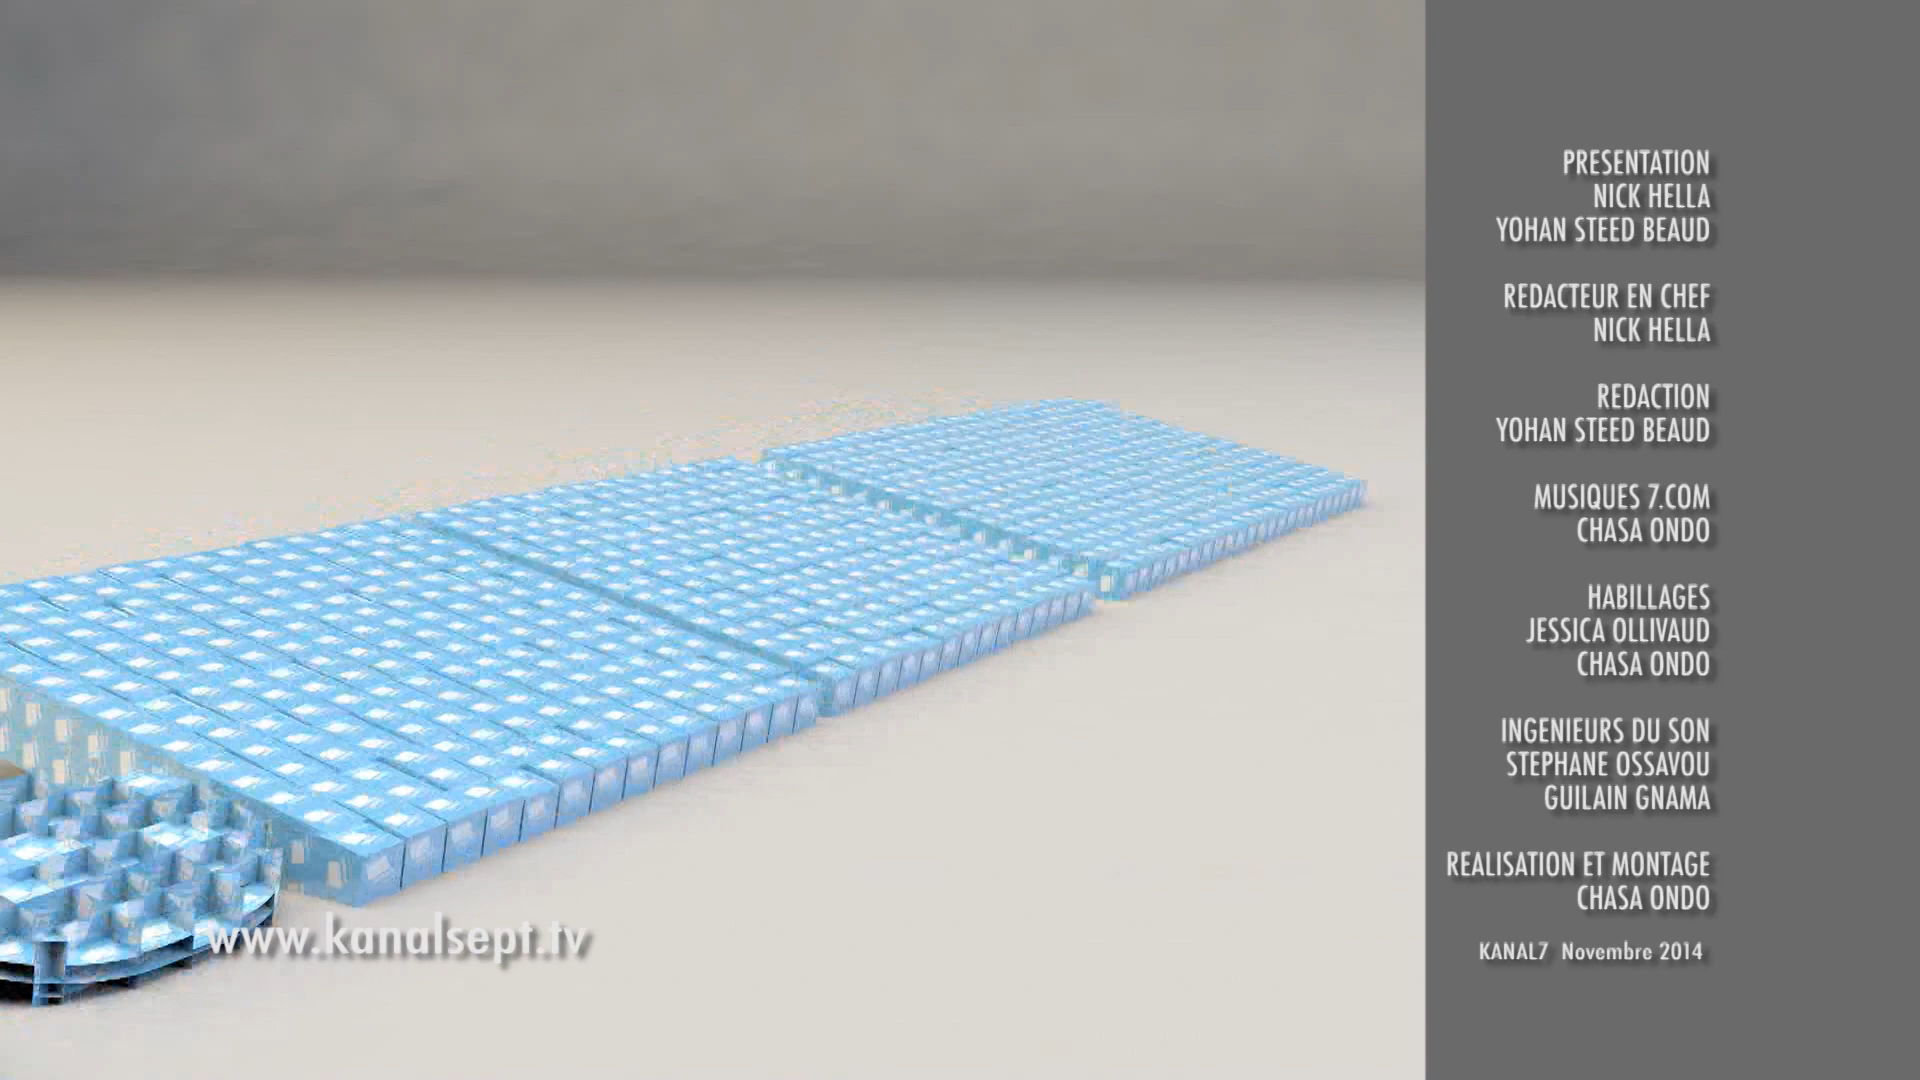 PRESENTATION
NICK HELLA
YOHAN STEED BEAUD
REDACTEUR EN CHEF
NICK HELLA
REDACTION
YOHAN STEED BEAUD
MUSIQUES 7.COM
CHASA ONDO
HABILLAGES
JESSICA OLLIVAUD
CHASA ONDO
INGENIEURS DU SON
STEPHANE OSSAVOU
GUILAIN GNAMA
REALISATION ET MONTAGE
CHASA ONDO
KANAL7 Novembre 2014
www.kanalsept.tv